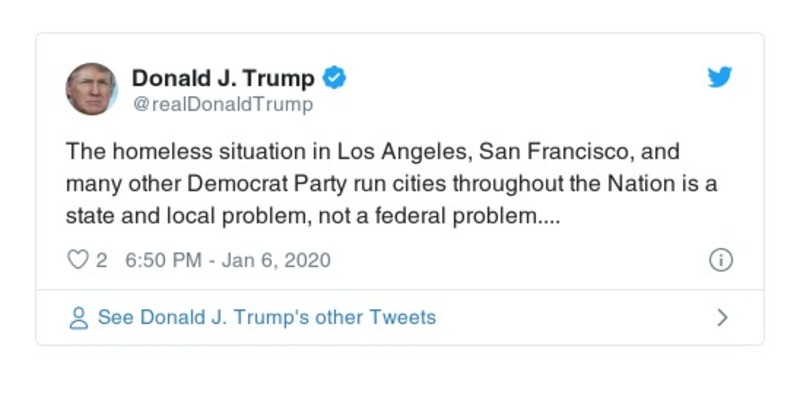 Donald J. Trump
@realDonaldTrump
The homeless situation in Los Angeles, San Francisco, and
many other Democrat Party run cities throughout the Nation is a
state and local problem, not a federal problem....
2 6:50 PM - Jan 6, 2020
See Donald J. Trump's other Tweets